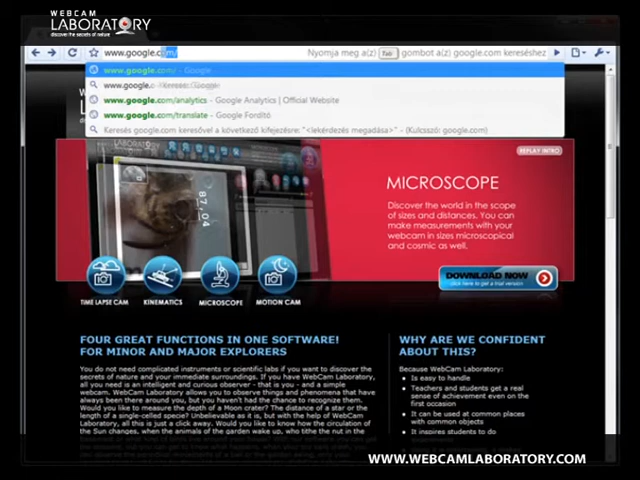 WEBCAM
LABORATORY
discover the secrets of nature
www.google.com/
Nyomja meg a(z) Tab gombot a(z) google.com kereséshez
www.google.com/ - Google
www.google.c - Keresés: Google
www.google.com/analytics - Google Analytics | Official Website
www.google.com/translate - Google Fordító
Keresés google.com keresővel a következő kifejezésre: "<lekérdezés megadása>" - (Kulcsszó: google.com)
REPLAY INTRO
LABORATORY
87,04
MICROSCOPE
Discover the world in the scope
of sizes and distances. You can
make measurements with your
webcam in sizes microscopical
and cosmic as well.
DOWNLOAD NOW
click here to get a trial version
TIME LAPSE CAM
KINEMATICS
MICROSCOPE
MOTION CAM
FOUR GREAT FUNCTIONS IN ONE SOFTWARE!
FOR MINOR AND MAJOR EXPLORERS
You do not need complicated instruments or scientific labs if you want to discover the
secrets of nature and your immediate surroundings. If you have WebCam Laboratory,
all you need is an intelligent and curious observer - that is you - and a simple
webcam. WebCam Laboratory allows you to observe things and phenomena that have
always been around you, but you haven't had the chance to recognize them.
Would you like to measure the depth of a Moon crater? The distance of a star or the
length of a single-celled specie? Unbelievable as it is, but with the help of WebCam
Laboratory, all this is just a click away. Would you like to know how the circulation of
the Sun changes, when the animals of the garden wake up, who tithe the nut in the
WHY ARE WE CONFIDENT
ABOUT THIS?
Because WebCam Laboratory:
Is easy to handle
Teachers and students get a real
sense of achievement even on the
first occasion
It can be used at common places
with common objects
It inspires students to do
WWW.WEBCAMLABORATORY.COM